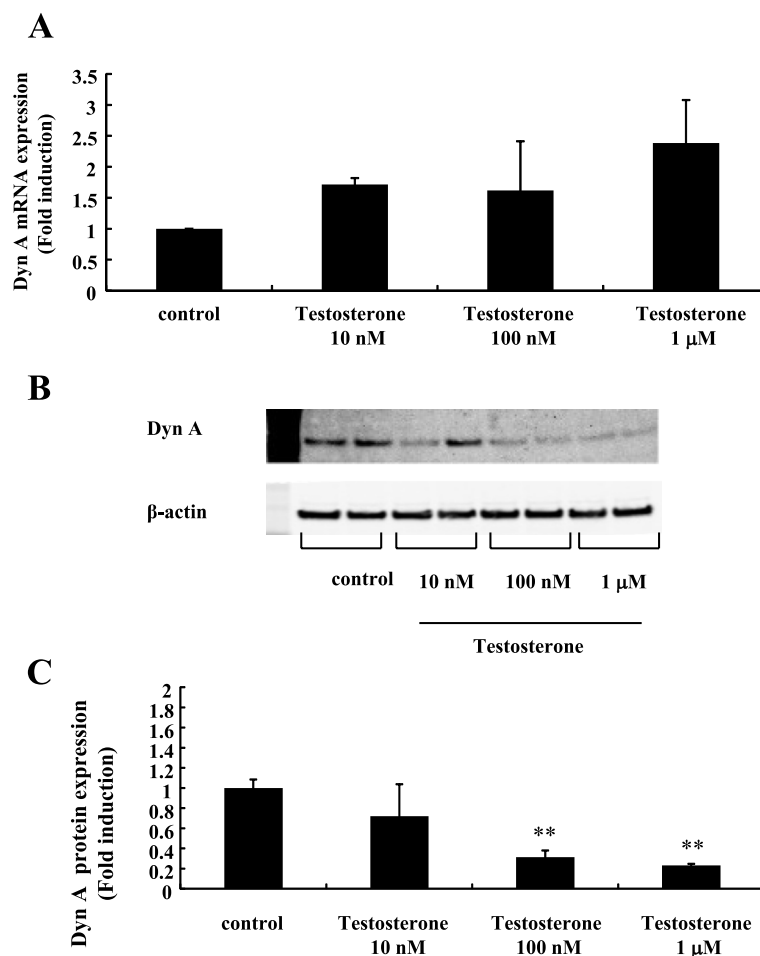 A
Dyn A mRNA expression
(Fold induction)
3.5
3
2.5
2
1.5
1
0.5
0
control
Testosterone
10 nM
Testosterone
100 nM
Testosterone
1 μM
B
Dyn A
β-actin
control
10 nM
100 nM
1 μM
Testosterone
C
Dyn A protein expression
(Fold induction)
2
1.8
1.6
1.4
1.2
1
0.8
0.6
0.4
0.2
0
**
**
control
Testosterone
10 nM
Testosterone
100 nM
Testosterone
1 μM